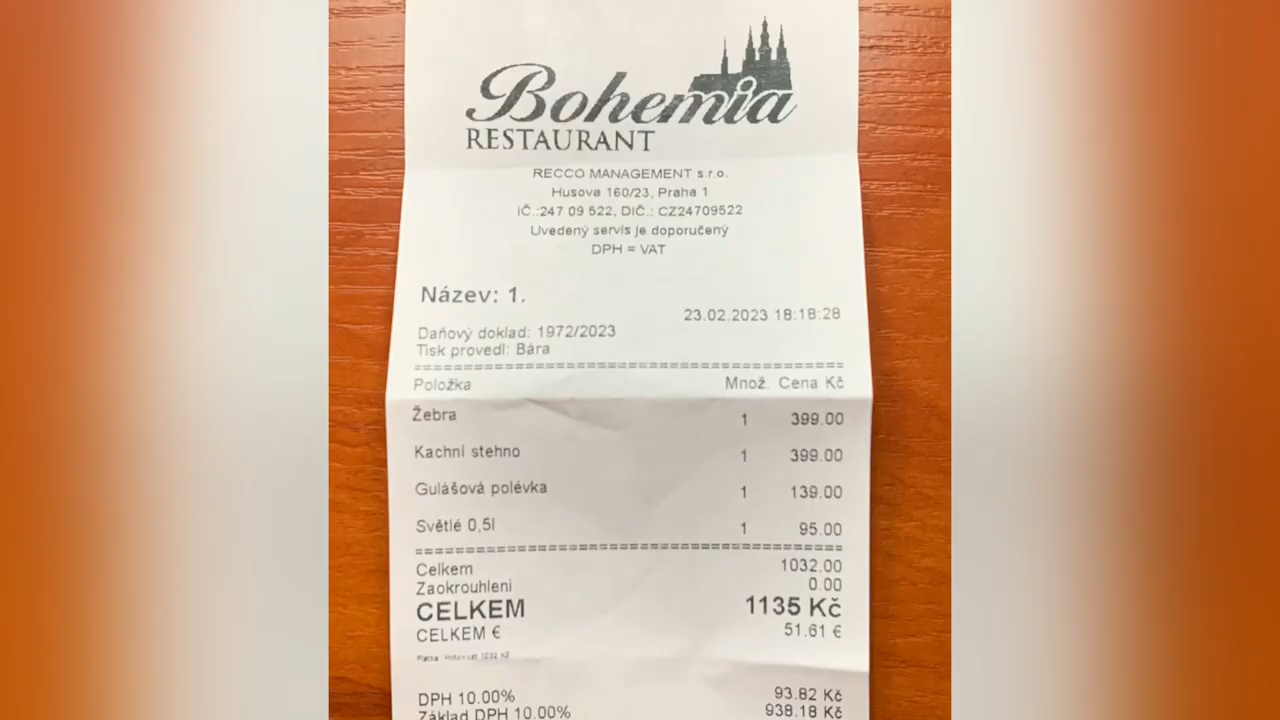 Bohemia
RESTAURANT
RECCO MANAGEMENT s.r.o.
Husova 160/23, Praha 1
IČ.:247 09 522, DIČ.: CZ24709522
Uvedený servis je doporučený
DPH = VAT
Název: 1.
23.02.2023 18:18:28
Daňový doklad: 1972/2023
Tisk provedl: Bára
Položka Množ. Cena Kč
Žebra 1 399.00
Kachní stehno 1 399.00
Gulášová polévka 1 139.00
Světlé 0,5l 1 95.00
Celkem 1032.00
Zaokrouhlení 0.00
CELKEM 1135 Kč
CELKEM € 51.61 €
Platba: Hotovost 1032 Kč
DPH 10.00% 93.82 Kč
Základ DPH 10.00% 938.18 Kč